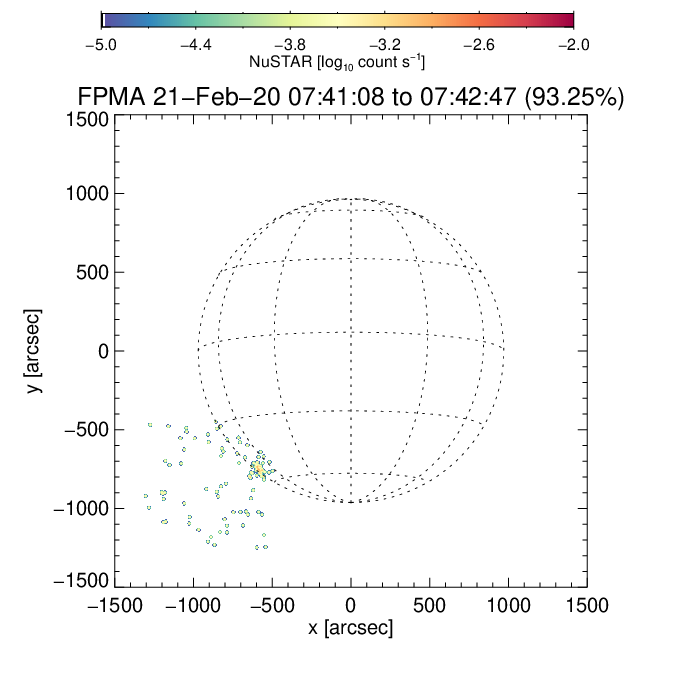 −5.0 −4.4 −3.8 −3.2 −2.6 −2.0
NuSTAR [log₁₀ count s⁻¹]
FPMA 21−Feb−20 07:41:08 to 07:42:47 (93.25%)
1500
1000
500
0
−500
−1000
−1500
y [arcsec]
−1500 −1000 −500 0 500 1000 1500
x [arcsec]